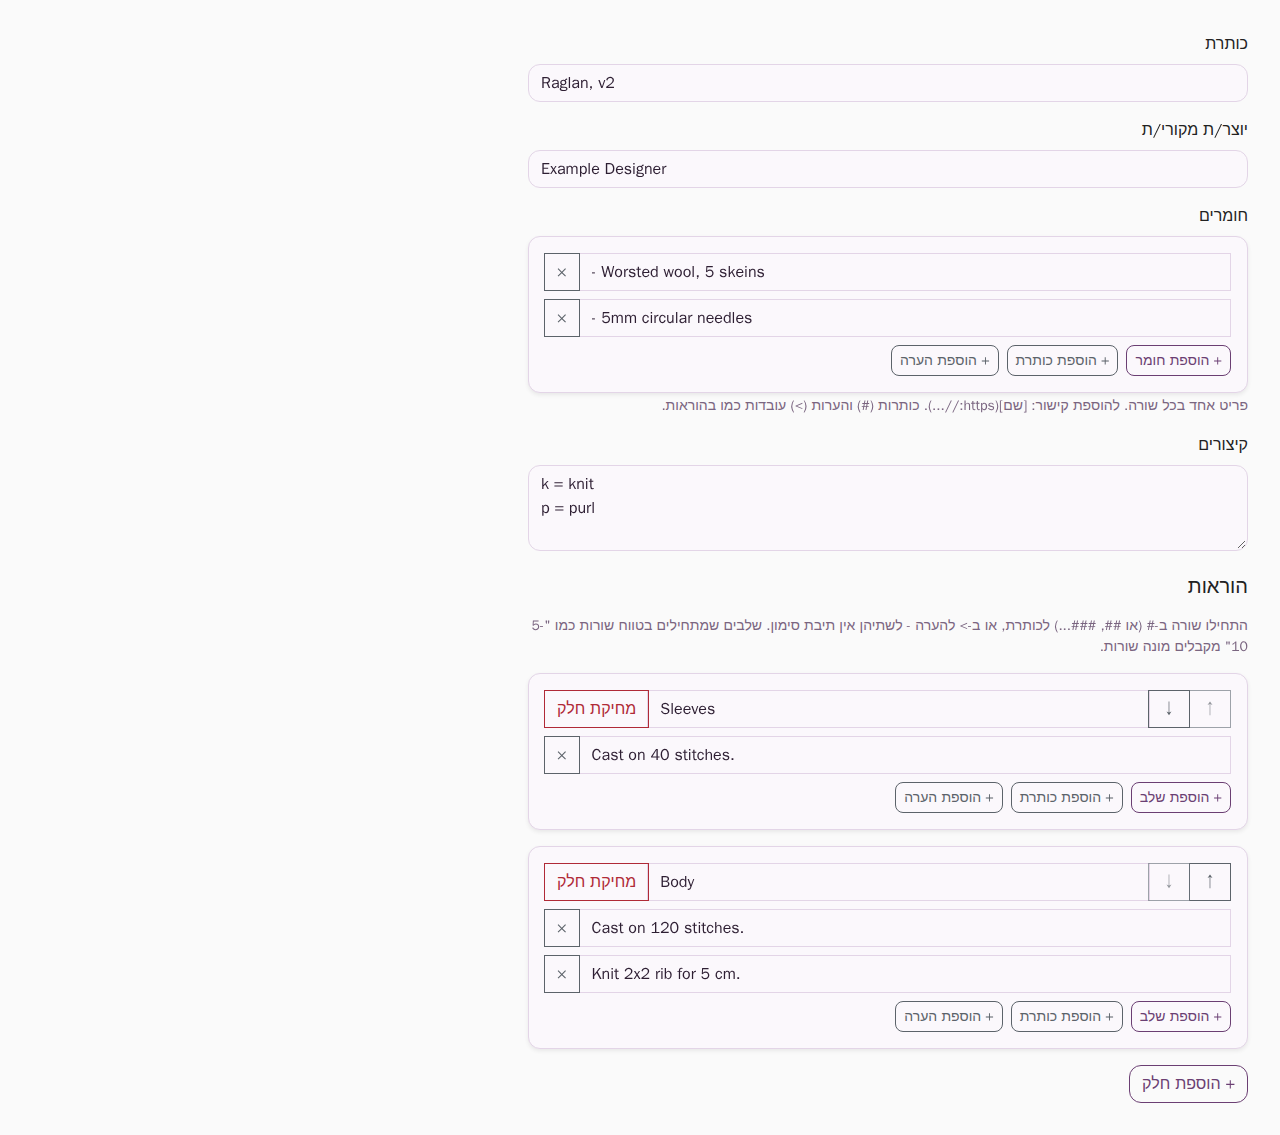 כותרת
Raglan, v2
יוצר/ת מקורי/ת
Example Designer
חומרים
× - Worsted wool, 5 skeins
× - 5mm circular needles
+ הוספת חומר + הוספת כותרת + הוספת הערה
פריט אחד בכל שורה. להוספת קישור: [שם](https://...). כותרות (#) והערות (>) עובדות כמו בהוראות.
קיצורים
k = knit
p = purl
הוראות
התחילו שורה ב-# (או ##, ###...) לכותרת, או ב-> להערה - לשתיהן אין תיבת סימון. שלבים שמתחילים בטווח שורות כמו "5-
10" מקבלים מונה שורות.
↑ ↓ Sleeves מחיקת חלק
× Cast on 40 stitches.
+ הוספת שלב + הוספת כותרת + הוספת הערה
↑ ↓ Body מחיקת חלק
× Cast on 120 stitches.
× Knit 2x2 rib for 5 cm.
+ הוספת שלב + הוספת כותרת + הוספת הערה
+ הוספת חלק